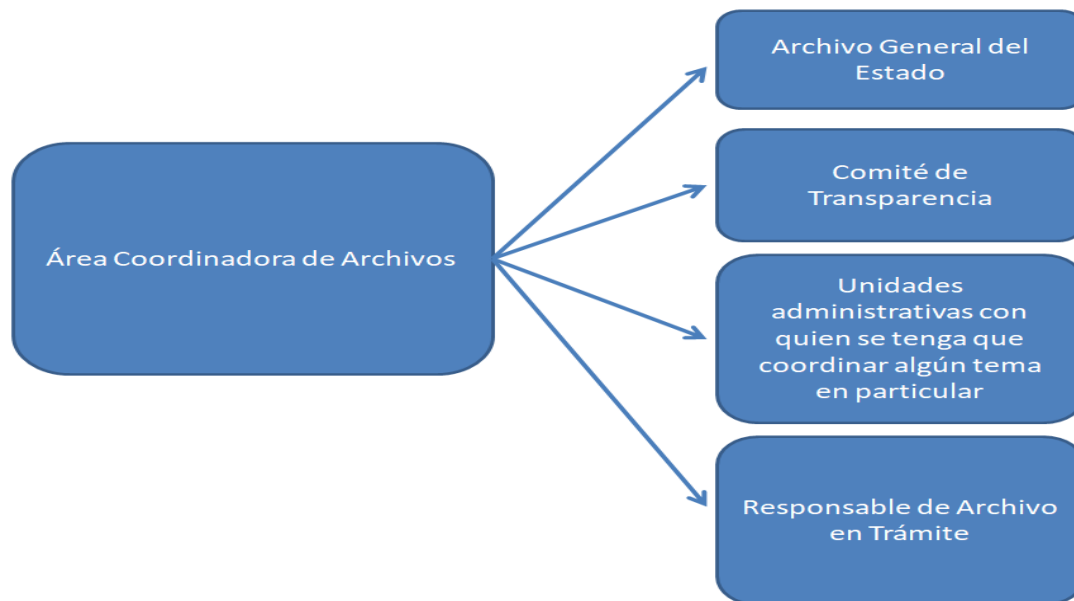 Área Coordinadora de Archivos
Archivo General del
Estado
Comité de
Transparencia
Unidades
administrativas con
quien se tenga que
coordinar algún tema
en particular
Responsable de Archivo
en Trámite